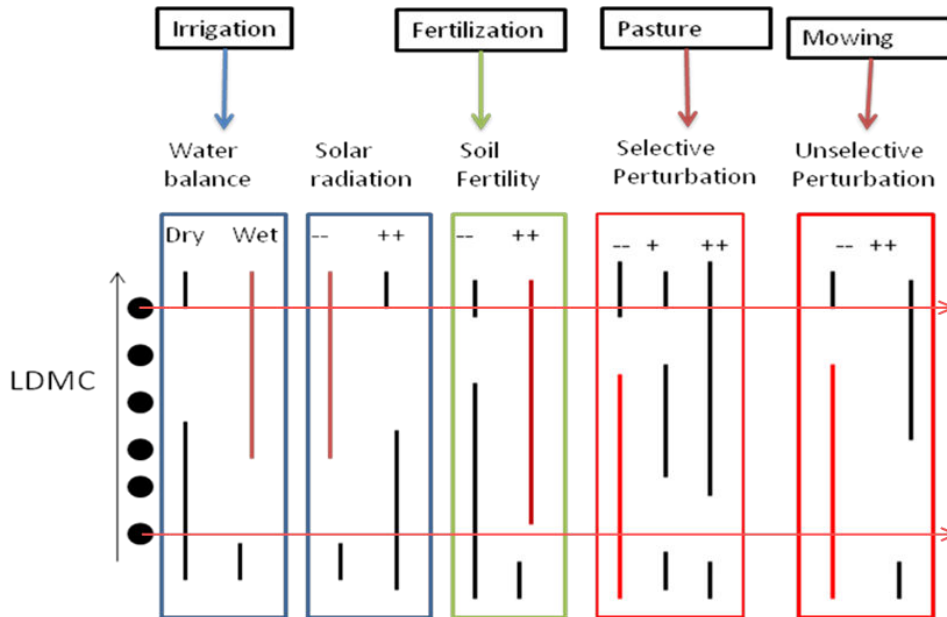 Irrigation
Fertilization
Pasture
Mowing
Water
balance
Solar
radiation
Soil
Fertility
Selective
Perturbation
Unselective
Perturbation
Dry Wet
-- ++
-- ++
-- + ++
-- ++
LDMC